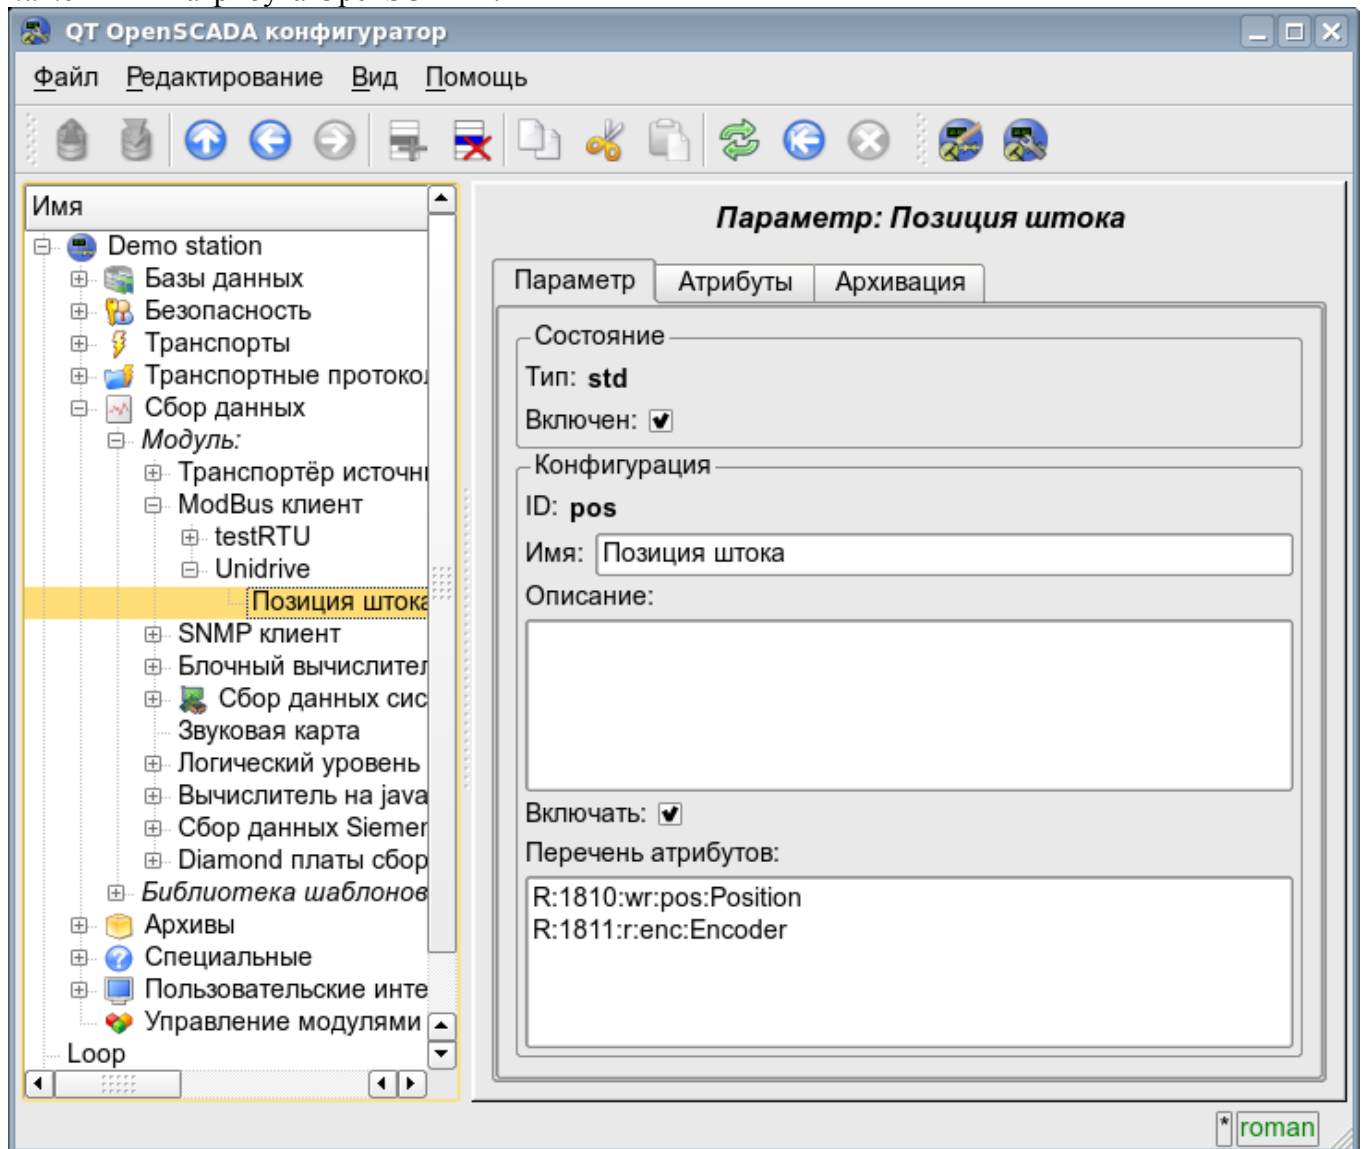 QT OpenSCADA конфигуратор
Файл Редактирование Вид Помощь
Имя
Demo station
Базы данных
Безопасность
Транспорты
Транспортные протокол
Сбор данных
Модуль:
Транспортёр источни
ModBus клиент
testRTU
Unidrive
Позиция штока
SNMP клиент
Блочный вычислител
Сбор данных сис
Звуковая карта
Логический уровень
Вычислитель на java
Сбор данных Siemen
Diamond платы сбор
Библиотека шаблонов
Архивы
Специальные
Пользовательские инте
Управление модулями
Loop
Параметр: Позиция штока
Параметр Атрибуты Архивация
Состояние
Тип: std
Включен:
Конфигурация
ID: pos
Имя: Позиция штока
Описание:
Включать:
Перечень атрибутов:
R:1810:wr:pos:Position
R:1811:r:enc:Encoder
* roman